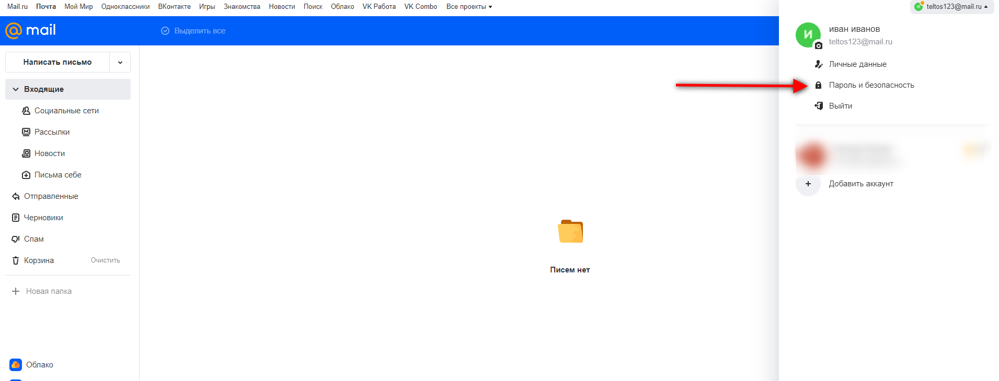 Mail.ru Почта Мой Мир Одноклассники ВКонтакте Игры Знакомства Новости Поиск Облако VK Работа VK Combo Все проекты
И teltos123@mail.ru
@mail
Выделить все
Написать письмо
Входящие
Социальные сети
Рассылки
Новости
Письма себе
Отправленные
Черновики
Спам
Корзина Очистить
Новая папка
Облако
Писем нет
И
иван иванов
teltos123@mail.ru
Личные данные
Пароль и безопасность
Выйти
Добавить аккаунт